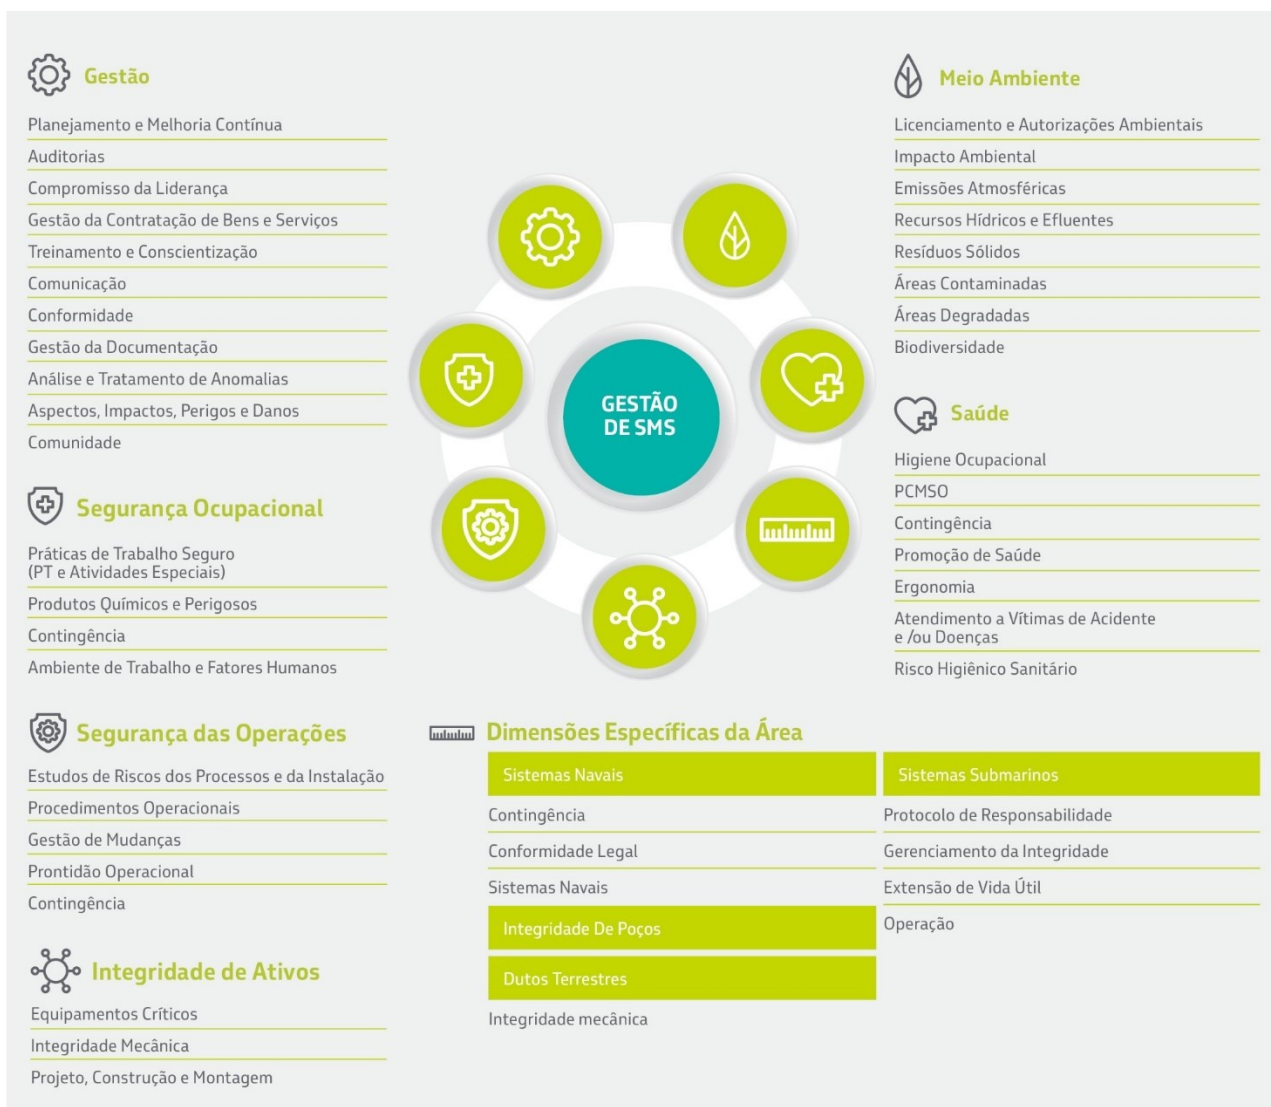 Gestão
Planejamento e Melhoria Contínua
Auditorias
Compromisso da Liderança
Gestão da Contratação de Bens e Serviços
Treinamento e Conscientização
Comunicação
Conformidade
Gestão da Documentação
Análise e Tratamento de Anomalias
Aspectos, Impactos, Perigos e Danos
Comunidade
Segurança Ocupacional
Práticas de Trabalho Seguro
(PT e Atividades Especiais)
Produtos Químicos e Perigosos
Contingência
Ambiente de Trabalho e Fatores Humanos
Segurança das Operações
Estudos de Riscos dos Processos e da Instalação
Procedimentos Operacionais
Gestão de Mudanças
Prontidão Operacional
Contingência
Integridade de Ativos
Equipamentos Críticos
Integridade Mecânica
Projeto, Construção e Montagem
GESTÃO
DE SMS
Meio Ambiente
Licenciamento e Autorizações Ambientais
Impacto Ambiental
Emissões Atmosféricas
Recursos Hídricos e Efluentes
Resíduos Sólidos
Áreas Contaminadas
Áreas Degradadas
Biodiversidade
Saúde
Higiene Ocupacional
PCMSO
Contingência
Promoção de Saúde
Ergonomia
Atendimento a Vítimas de Acidente
e /ou Doenças
Risco Higiênico Sanitário
Dimensões Específicas da Área
Sistemas Navais
Contingência
Conformidade Legal
Sistemas Navais
Integridade De Poços
Dutos Terrestres
Integridade mecânica
Sistemas Submarinos
Protocolo de Responsabilidade
Gerenciamento da Integridade
Extensão de Vida Útil
Operação